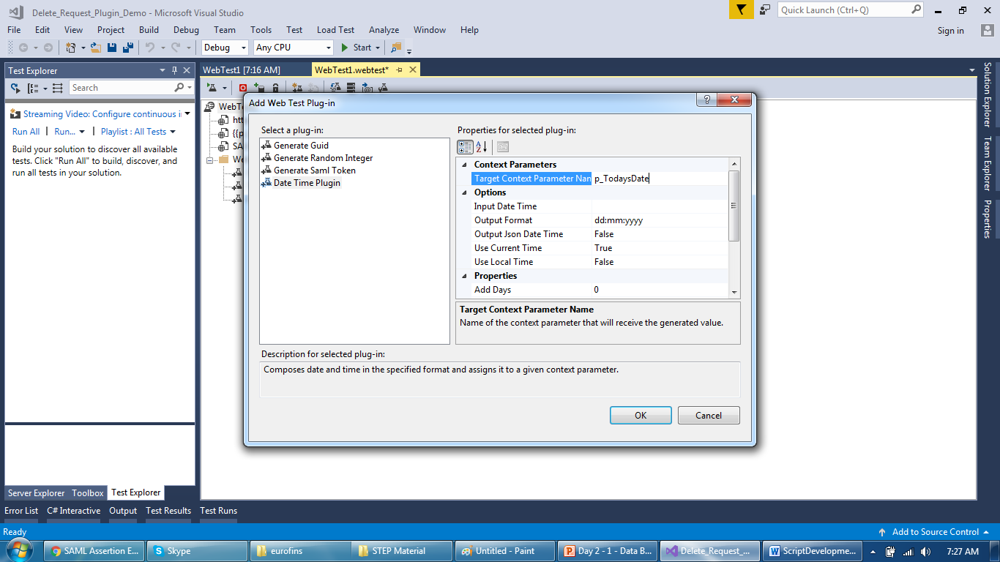 Delete_Request_Plugin_Demo - Microsoft Visual Studio
Quick Launch (Ctrl+Q)
File Edit View Project Build Debug Team Tools Test Load Test Analyze Window Help
Sign in
Debug Any CPU Start
Test Explorer
WebTest1 [7:16 AM] WebTest1.webtest*
Search
Streaming Video: Configure continuous i
Run All Run... Playlist : All Tests
Build your solution to discover all available
tests. Click "Run All" to build, discover, and
run all tests in your solution.
WebTe
htt
{{p
SA
We
Add Web Test Plug-in
Select a plug-in:
Generate Guid
Generate Random Integer
Generate Saml Token
Date Time Plugin
Properties for selected plug-in:
Context Parameters
Target Context Parameter Nan p_TodaysDate
Options
Input Date Time
Output Format dd:mm:yyyy
Output Json Date Time False
Use Current Time True
Use Local Time False
Properties
Add Days 0
Target Context Parameter Name
Name of the context parameter that will receive the generated value.
Description for selected plug-in:
Composes date and time in the specified format and assigns it to a given context parameter.
OK Cancel
Solution Explorer
Team Explorer
Properties
Server Explorer Toolbox Test Explorer
Error List C# Interactive Output Test Results Test Runs
Ready
Add to Source Control
SAML Assertion E... Skype eurofins STEP Material Untitled - Paint Day 2 - 1 - Data B... Delete_Request_... ScriptDevelopme... 7:27 AM